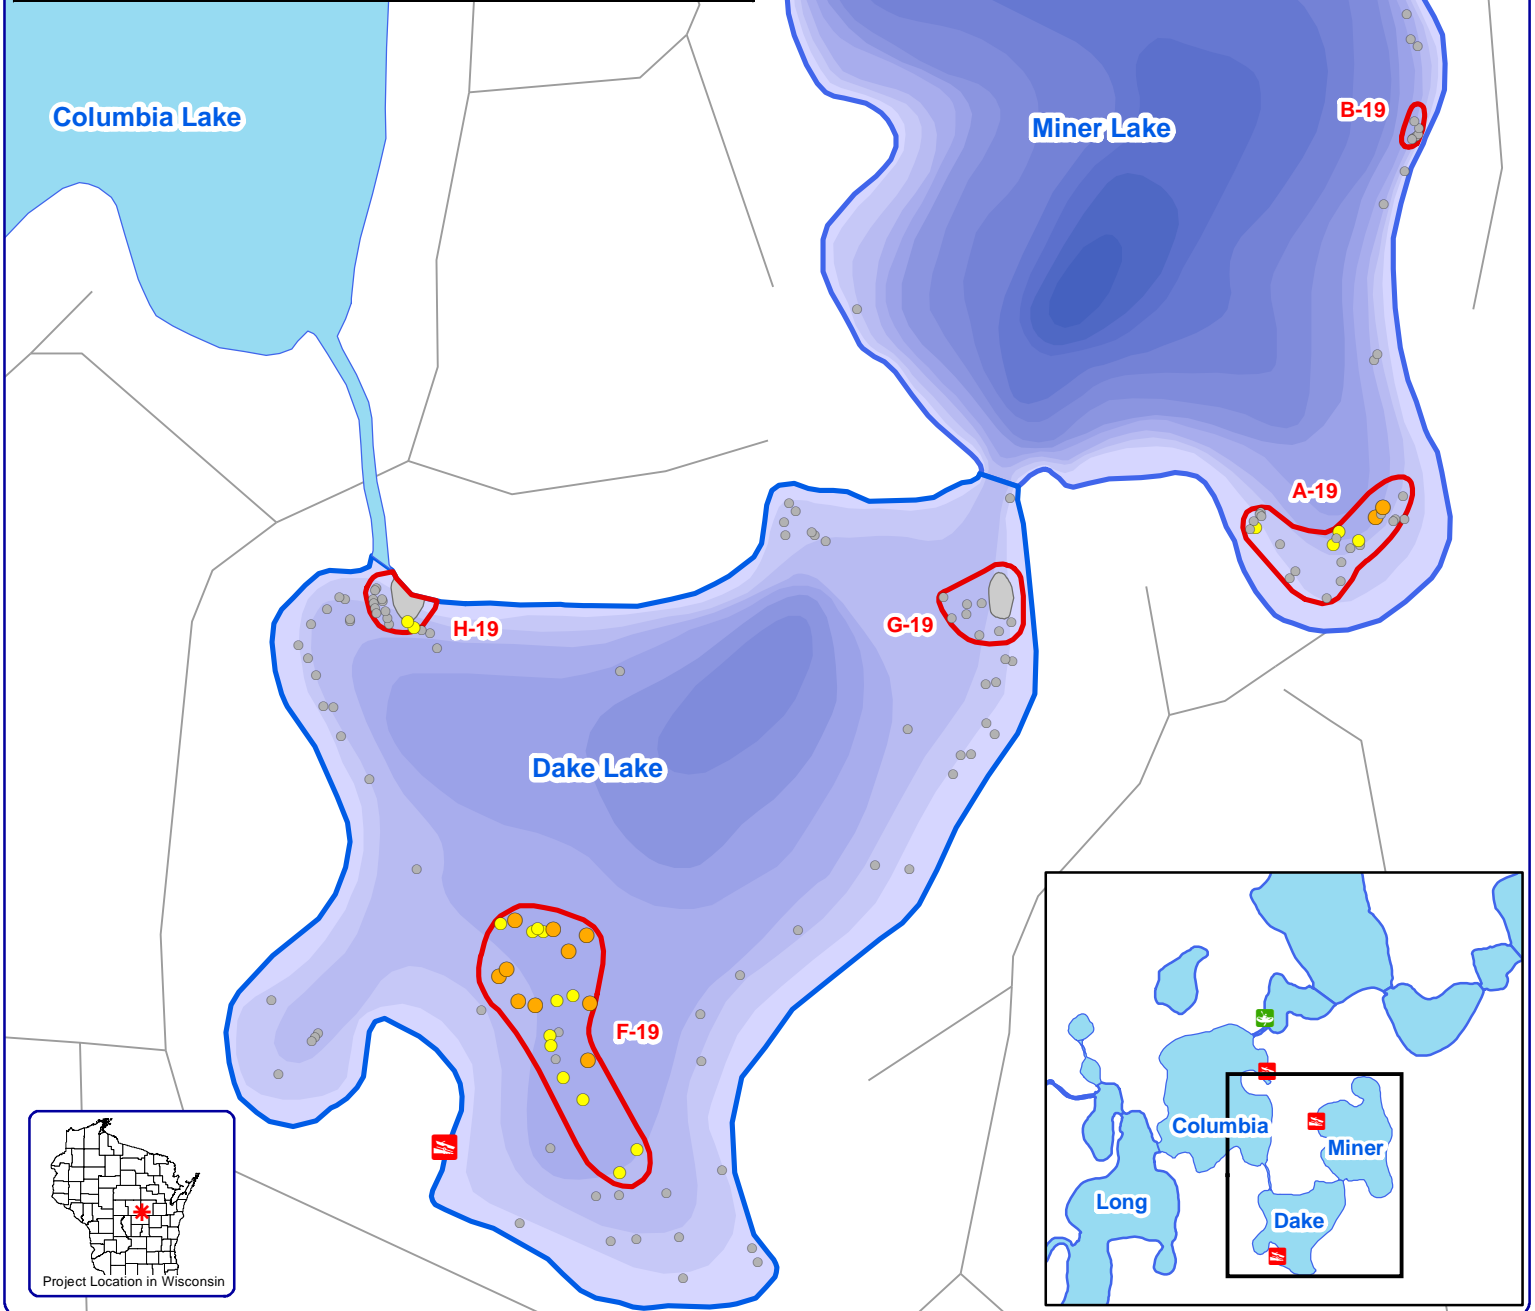 Columbia Lake
Miner Lake
B-19
A-19
H-19
G-19
Dake Lake
F-19
Columbia
Miner
Long
Dake
Project Location in Wisconsin